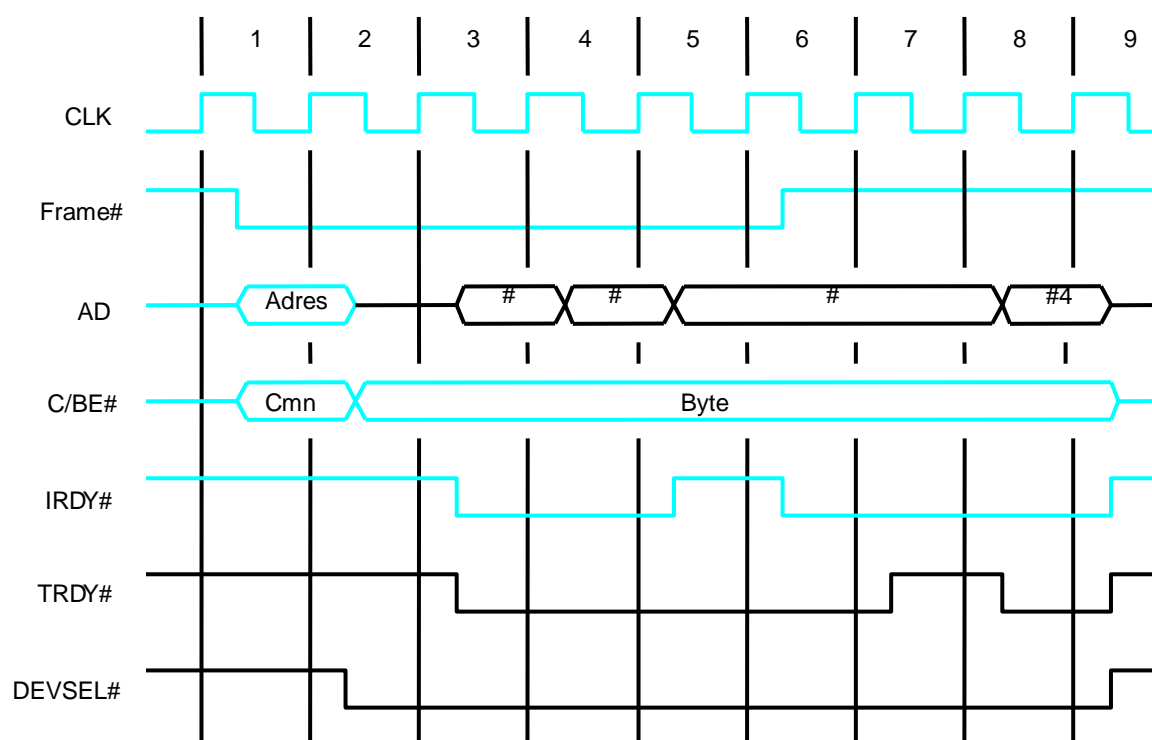 1 2 3 4 5 6 7 8 9
CLK
Frame#
AD Adres # # # #4
C/BE# Cmn Byte
IRDY#
TRDY#
DEVSEL#